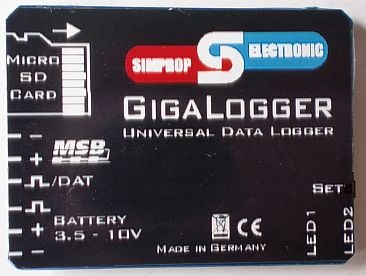 MICRO
SD
CARD
SIMPROP ELECTRONIC
GIGALOGGER
UNIVERSAL DATA LOGGER
- 
+ MSB
/DAT
+ BATTERY
- 3.5 - 10V
SET
LED1
LED2
CE
MADE IN GERMANY